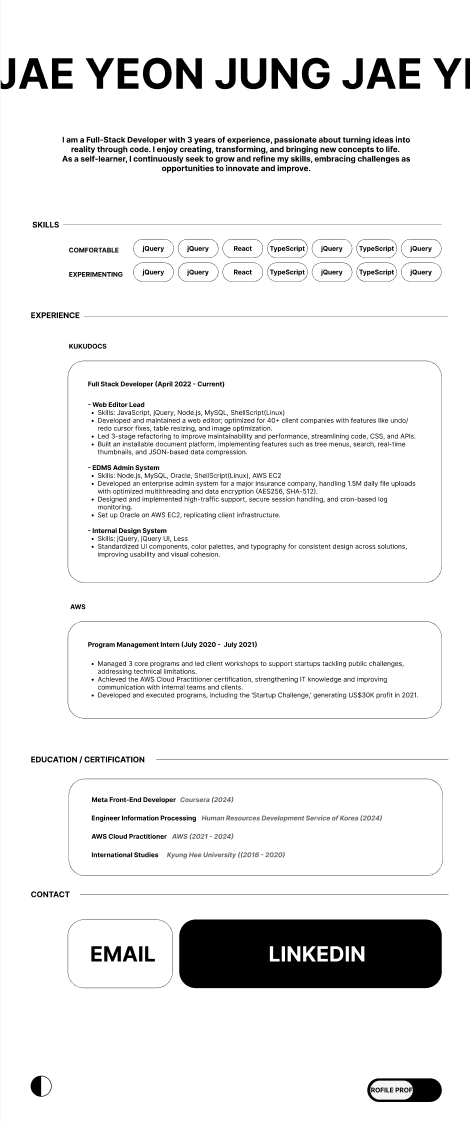 JAE YEON JUNG JAE YE
I am a Full-Stack Developer with 3 years of experience, passionate about turning ideas into
reality through code. I enjoy creating, transforming, and bringing new concepts to life.
As a self-learner, I continuously seek to grow and refine my skills, embracing challenges as
opportunities to innovate and improve.
SKILLS
COMFORTABLE jQuery jQuery React TypeScript jQuery TypeScript jQuery
EXPERIMENTING jQuery jQuery React TypeScript jQuery TypeScript jQuery
EXPERIENCE
KUKUDOCS
Full Stack Developer (April 2022 - Current)
- Web Editor Lead
• Skills: JavaScript, jQuery, Node.js, MySQL, ShellScript(Linux)
• Developed and maintained a web editor; optimized for 40+ client companies with features like undo/
redo cursor fixes, table resizing, and image optimization.
• Led 3-stage refactoring to improve maintainability and performance, streamlining code, CSS, and APIs.
• Built an installable document platform, implementing features such as tree menus, search, real-time
thumbnails, and JSON-based data compression.
- EDMS Admin System
• Skills: Node.js, MySQL, Oracle, ShellScript(Linux), AWS EC2
• Developed an enterprise admin system for a major insurance company, handling 1.5M daily file uploads
with optimized multithreading and data encryption (AES256, SHA-512).
• Designed and implemented high-traffic support, secure session handling, and cron-based log
monitoring.
• Set up Oracle on AWS EC2, replicating client infrastructure.
- Internal Design System
• Skills: jQuery, jQuery UI, Less
• Standardized UI components, color palettes, and typography for consistent design across solutions,
improving usability and visual cohesion.
AWS
Program Management Intern (July 2020 - July 2021)
• Managed 3 core programs and led client workshops to support startups tackling public challenges,
addressing technical limitations.
• Achieved the AWS Cloud Practitioner certification, strengthening IT knowledge and improving
communication with internal teams and clients.
• Developed and executed programs, including the 'Startup Challenge,' generating US$30K profit in 2021.
EDUCATION / CERTIFICATION
Meta Front-End Developer Coursera (2024)
Engineer Information Processing Human Resources Development Service of Korea (2024)
AWS Cloud Practitioner AWS (2021 - 2024)
International Studies Kyung Hee University ((2016 - 2020)
CONTACT
EMAIL LINKEDIN
ROFILE PROF